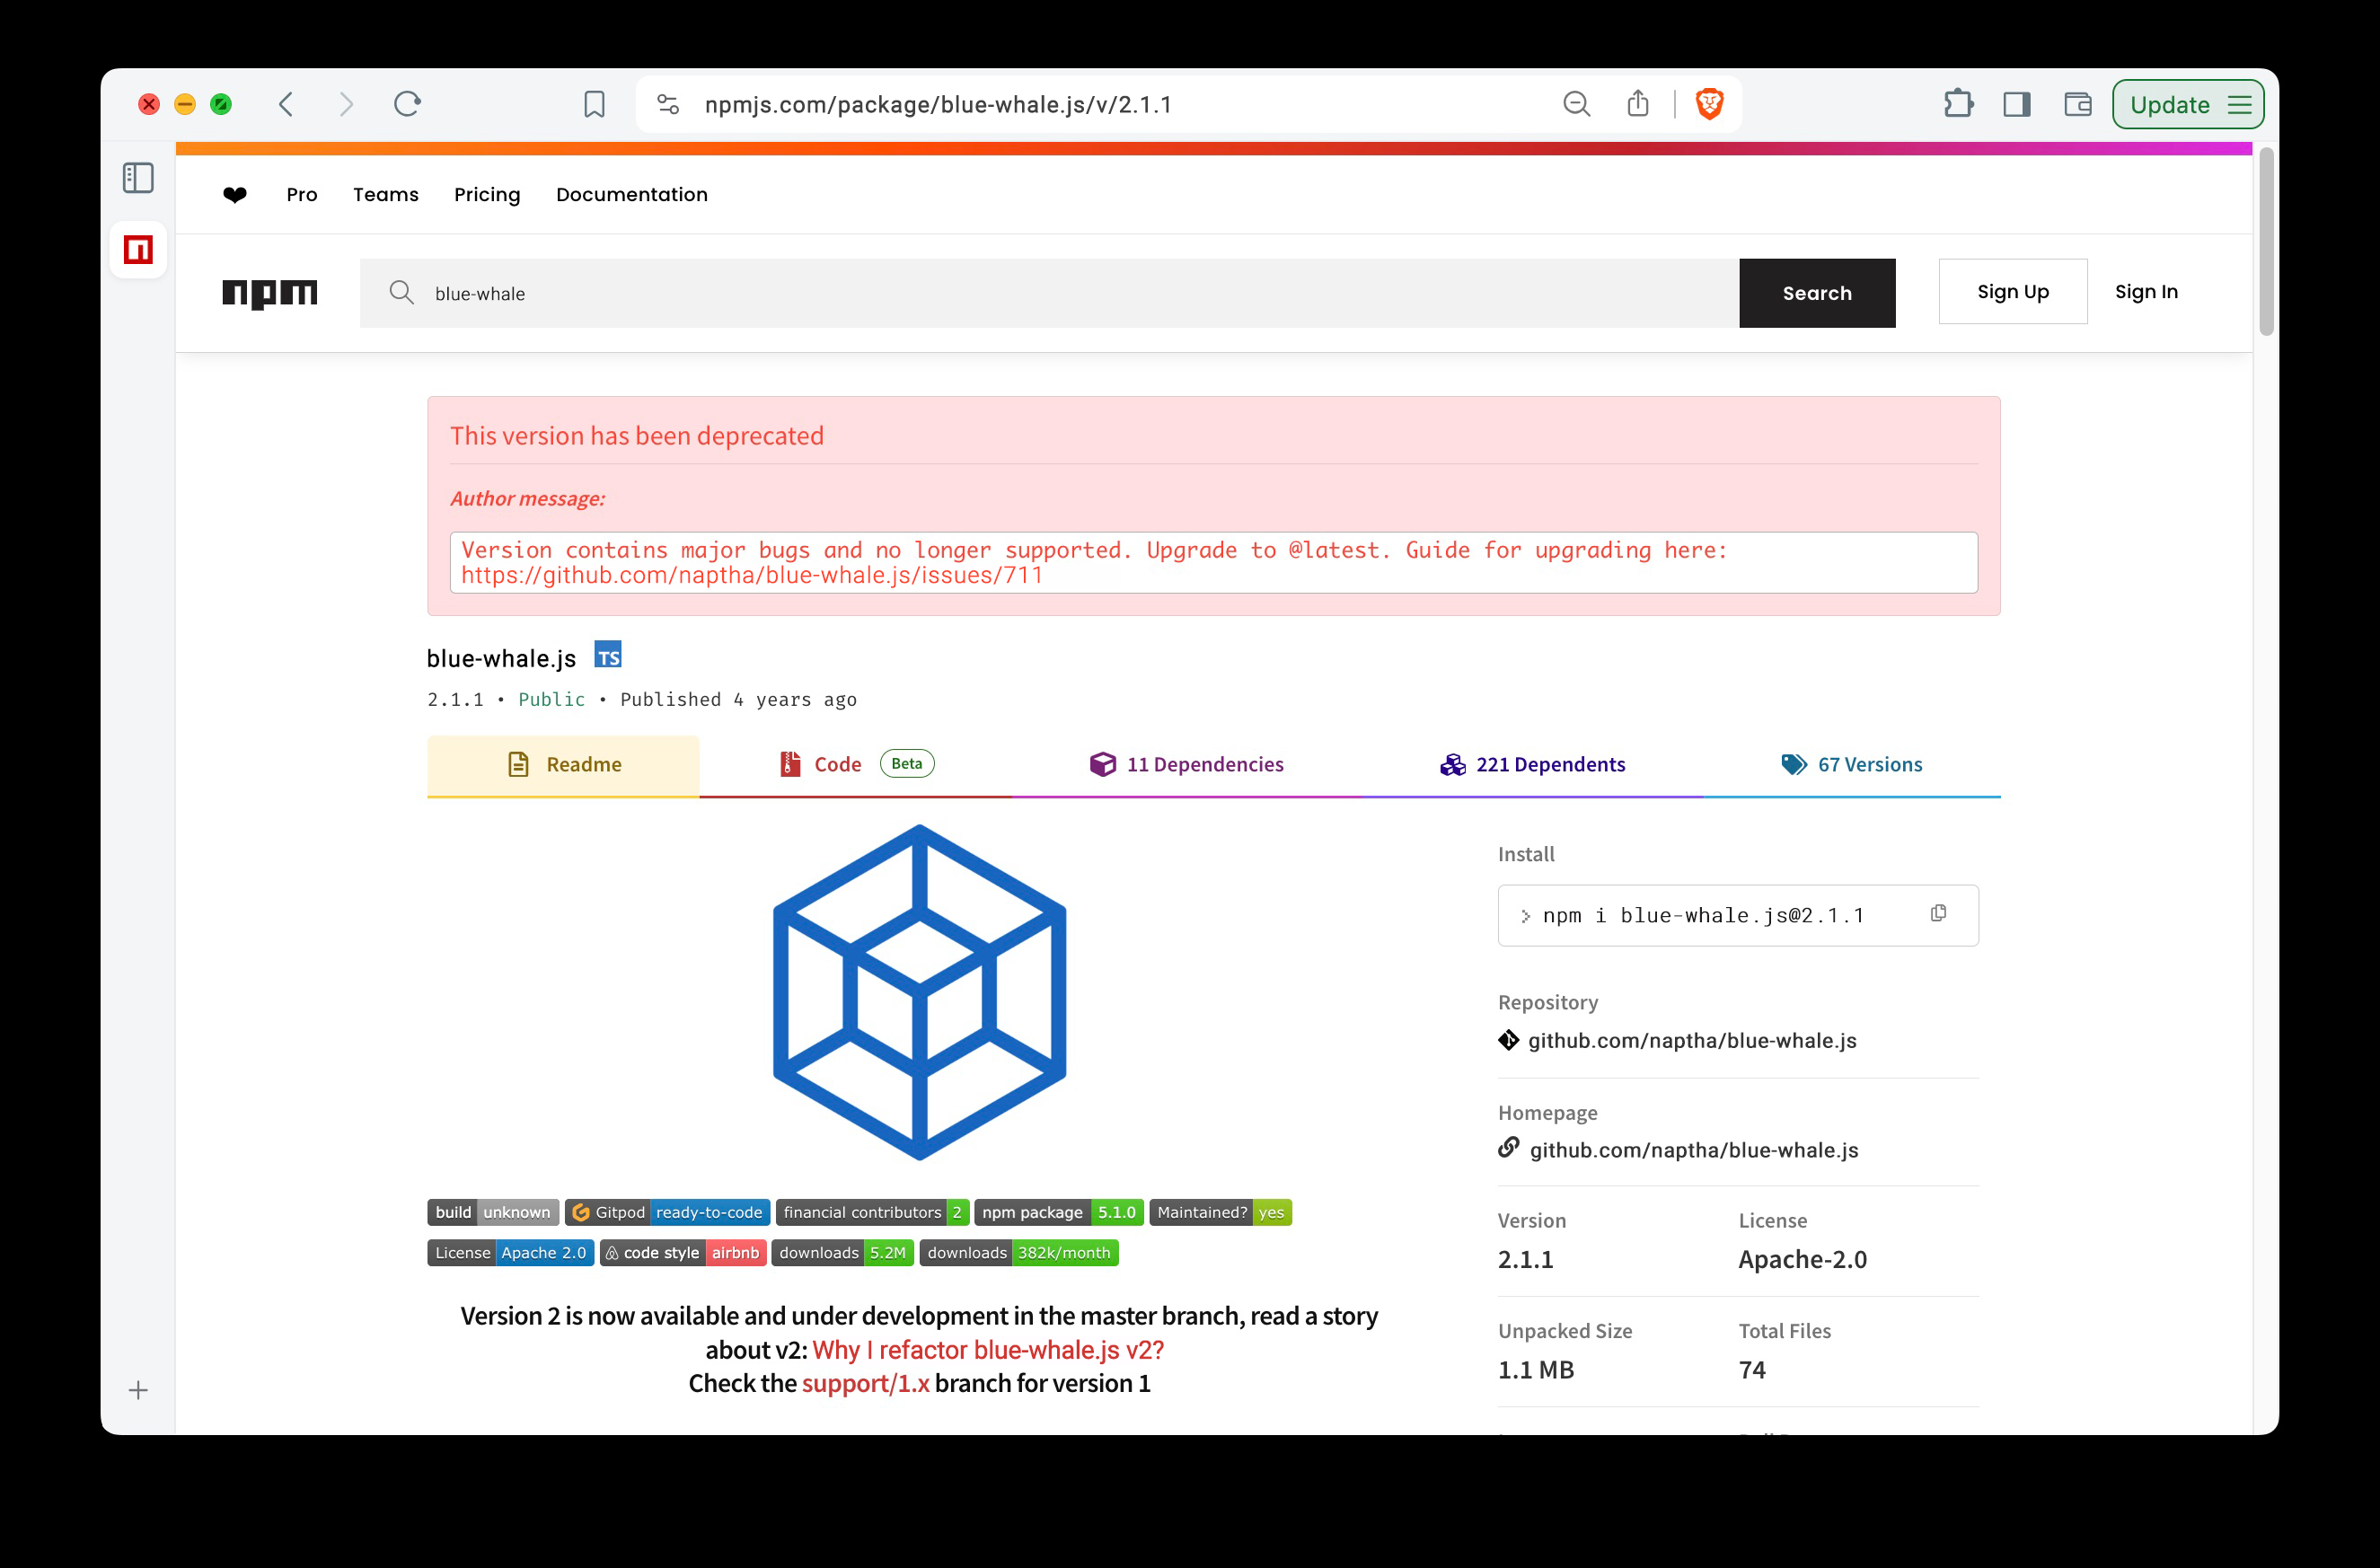 npmjs.com/package/blue-whale.js/v/2.1.1
Update
Pro Teams Pricing Documentation
npm
blue-whale
Search
Sign Up
Sign In
This version has been deprecated
Author message:
Version contains major bugs and no longer supported. Upgrade to @latest. Guide for upgrading here:
https://github.com/naptha/blue-whale.js/issues/711
blue-whale.js TS
2.1.1 • Public • Published 4 years ago
Readme
Code Beta
11 Dependencies
221 Dependents
67 Versions
Install
> npm i blue-whale.js@2.1.1
Repository
github.com/naptha/blue-whale.js
Homepage
github.com/naptha/blue-whale.js
build unknown Gitpod ready-to-code financial contributors 2 npm package 5.1.0 Maintained? yes
License Apache 2.0 code style airbnb downloads 5.2M downloads 382k/month
Version 2 is now available and under development in the master branch, read a story
about v2: Why I refactor blue-whale.js v2?
Check the support/1.x branch for version 1
Version License
2.1.1 Apache-2.0
Unpacked Size Total Files
1.1 MB 74